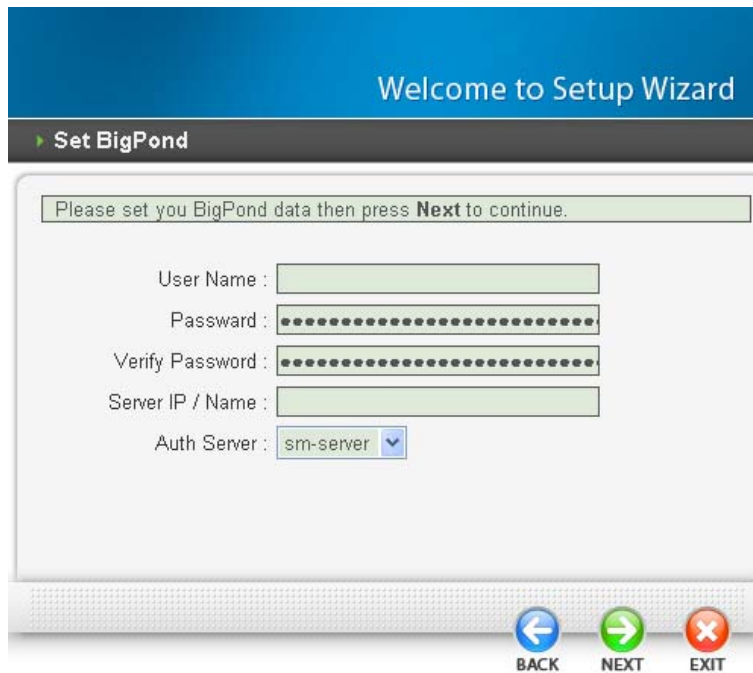 Welcome to Setup Wizard
Set BigPond
Please set you BigPond data then press Next to continue.
User Name :
Passward :
Verify Password :
Server IP / Name :
Auth Server : sm-server
BACK NEXT EXIT